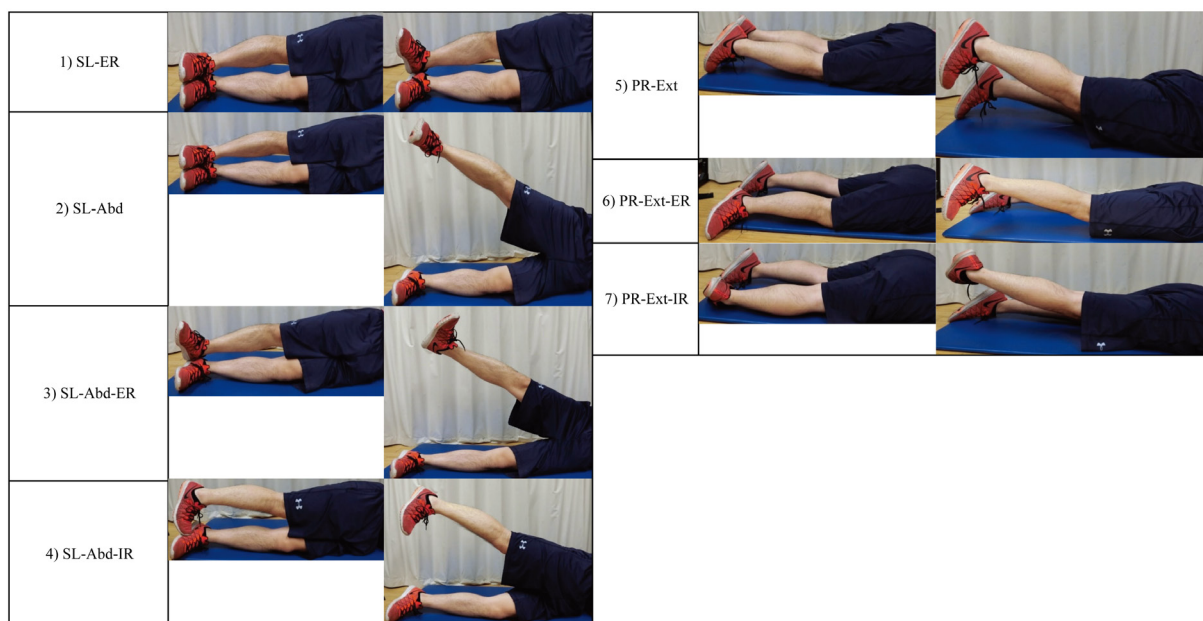 1) SL-ER
2) SL-Abd
3) SL-Abd-ER
4) SL-Abd-IR
5) PR-Ext
6) PR-Ext-ER
7) PR-Ext-IR